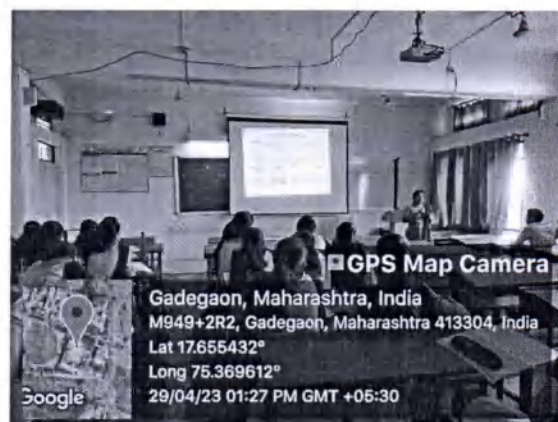 GPS Map Camera
Gadegaon, Maharashtra, India
M949+2R2, Gadegaon, Maharashtra 413304, India
Lat 17.655432°
Long 75.369612°
29/04/23 01:27 PM GMT +05:30
Google